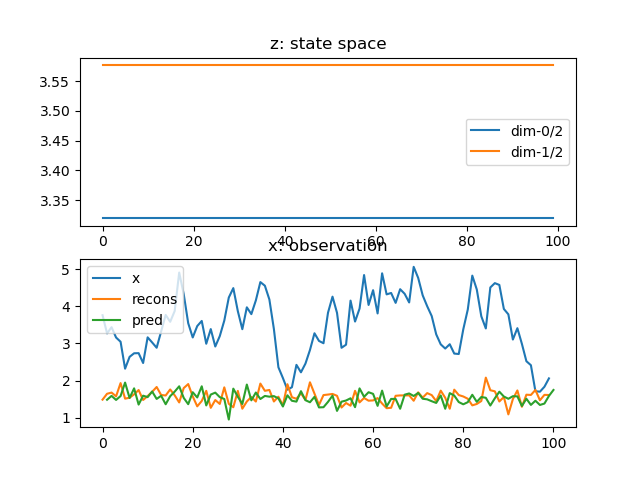 z: state space
3.55
3.50
3.45
3.40
3.35
dim-0/2
dim-1/2
0 20 40 60 80 100
x: observation
5
4
3
2
1
x
recons
pred
0 20 40 60 80 100